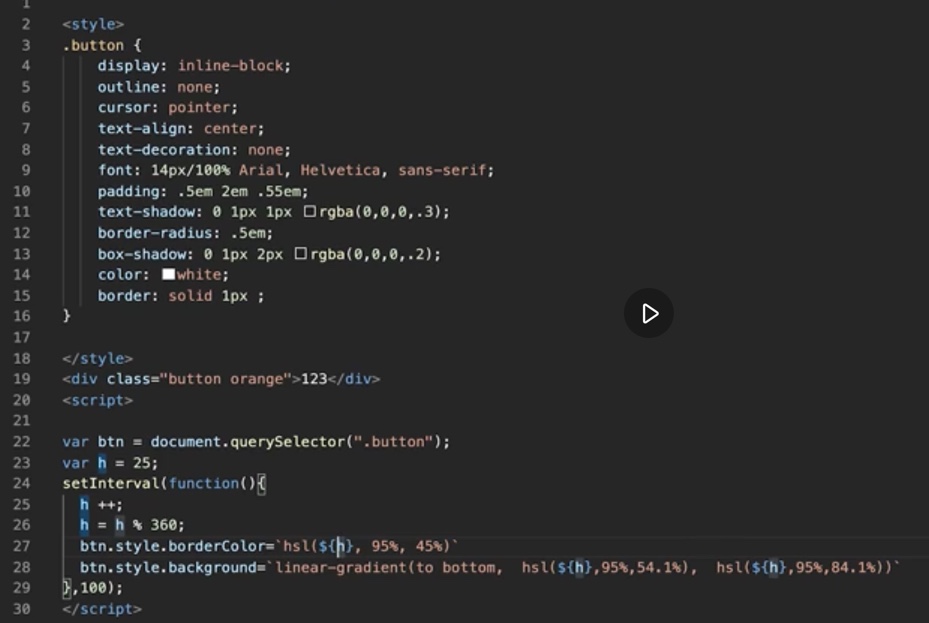 1
2 <style>
3 .button {
4 display: inline-block;
5 outline: none;
6 cursor: pointer;
7 text-align: center;
8 text-decoration: none;
9 font: 14px/100% Arial, Helvetica, sans-serif;
10 padding: .5em 2em .55em;
11 text-shadow: 0 1px 1px rgba(0,0,0,.3);
12 border-radius: .5em;
13 box-shadow: 0 1px 2px rgba(0,0,0,.2);
14 color: white;
15 border: solid 1px ;
16 }
17
18 </style>
19 <div class="button orange">123</div>
20 <script>
21
22 var btn = document.querySelector(".button");
23 var h = 25;
24 setInterval(function(){
25 h ++;
26 h = h % 360;
27 btn.style.borderColor=`hsl(${h}, 95%, 45%)`
28 btn.style.background=`linear-gradient(to bottom,  hsl(${h},95%,54.1%),  hsl(${h},95%,84.1%))`
29 },100);
30 </script>